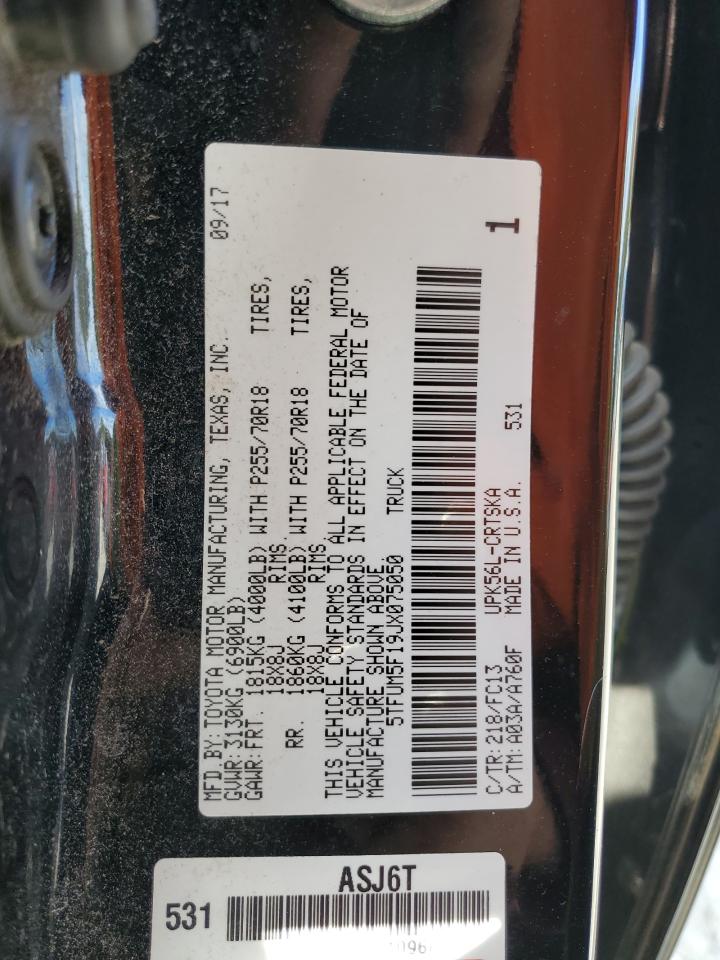 MFD BY: TOYOTA MOTOR MANUFACTURING, TEXAS, INC. 09/17
GVWR: 3130KG (6900LB)
GAWR: FRT. 1815KG (4000LB) WITH P255/70R18 TIRES,
18X8J RIMS
RR. 1860KG (4100LB) WITH P255/70R18 TIRES,
18X8J RIMS
THIS VEHICLE CONFORMS TO ALL APPLICABLE FEDERAL MOTOR
VEHICLE SAFETY STANDARDS IN EFFECT ON THE DATE OF
MANUFACTURE SHOWN ABOVE
5TFUM5F19JX075050 TRUCK
C/TR: 218/FC13 UPK56L-CRTSKA
A/TM: A03A/A760F MADE IN U.S.A. 531
1
ASJ6T
531